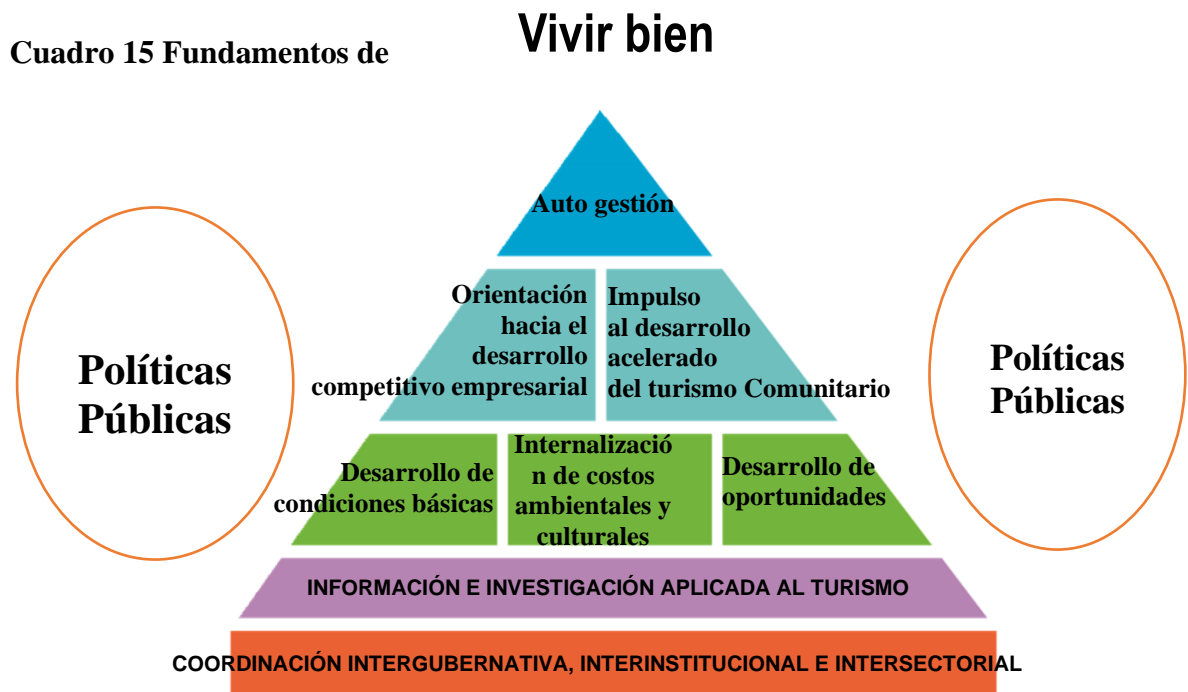 Vivir bien
Cuadro 15 Fundamentos de
Auto gestión
Orientación
hacia el
desarrollo
competitivo empresarial
Impulso
al desarrollo
acelerado
del turismo Comunitario
Políticas
Públicas
Políticas
Públicas
Desarrollo de
condiciones básicas
Internalizació
n de costos
ambientales y
culturales
Desarrollo de
oportunidades
INFORMACIÓN E INVESTIGACIÓN APLICADA AL TURISMO
COORDINACIÓN INTERGUBERNATIVA, INTERINSTITUCIONAL E INTERSECTORIAL